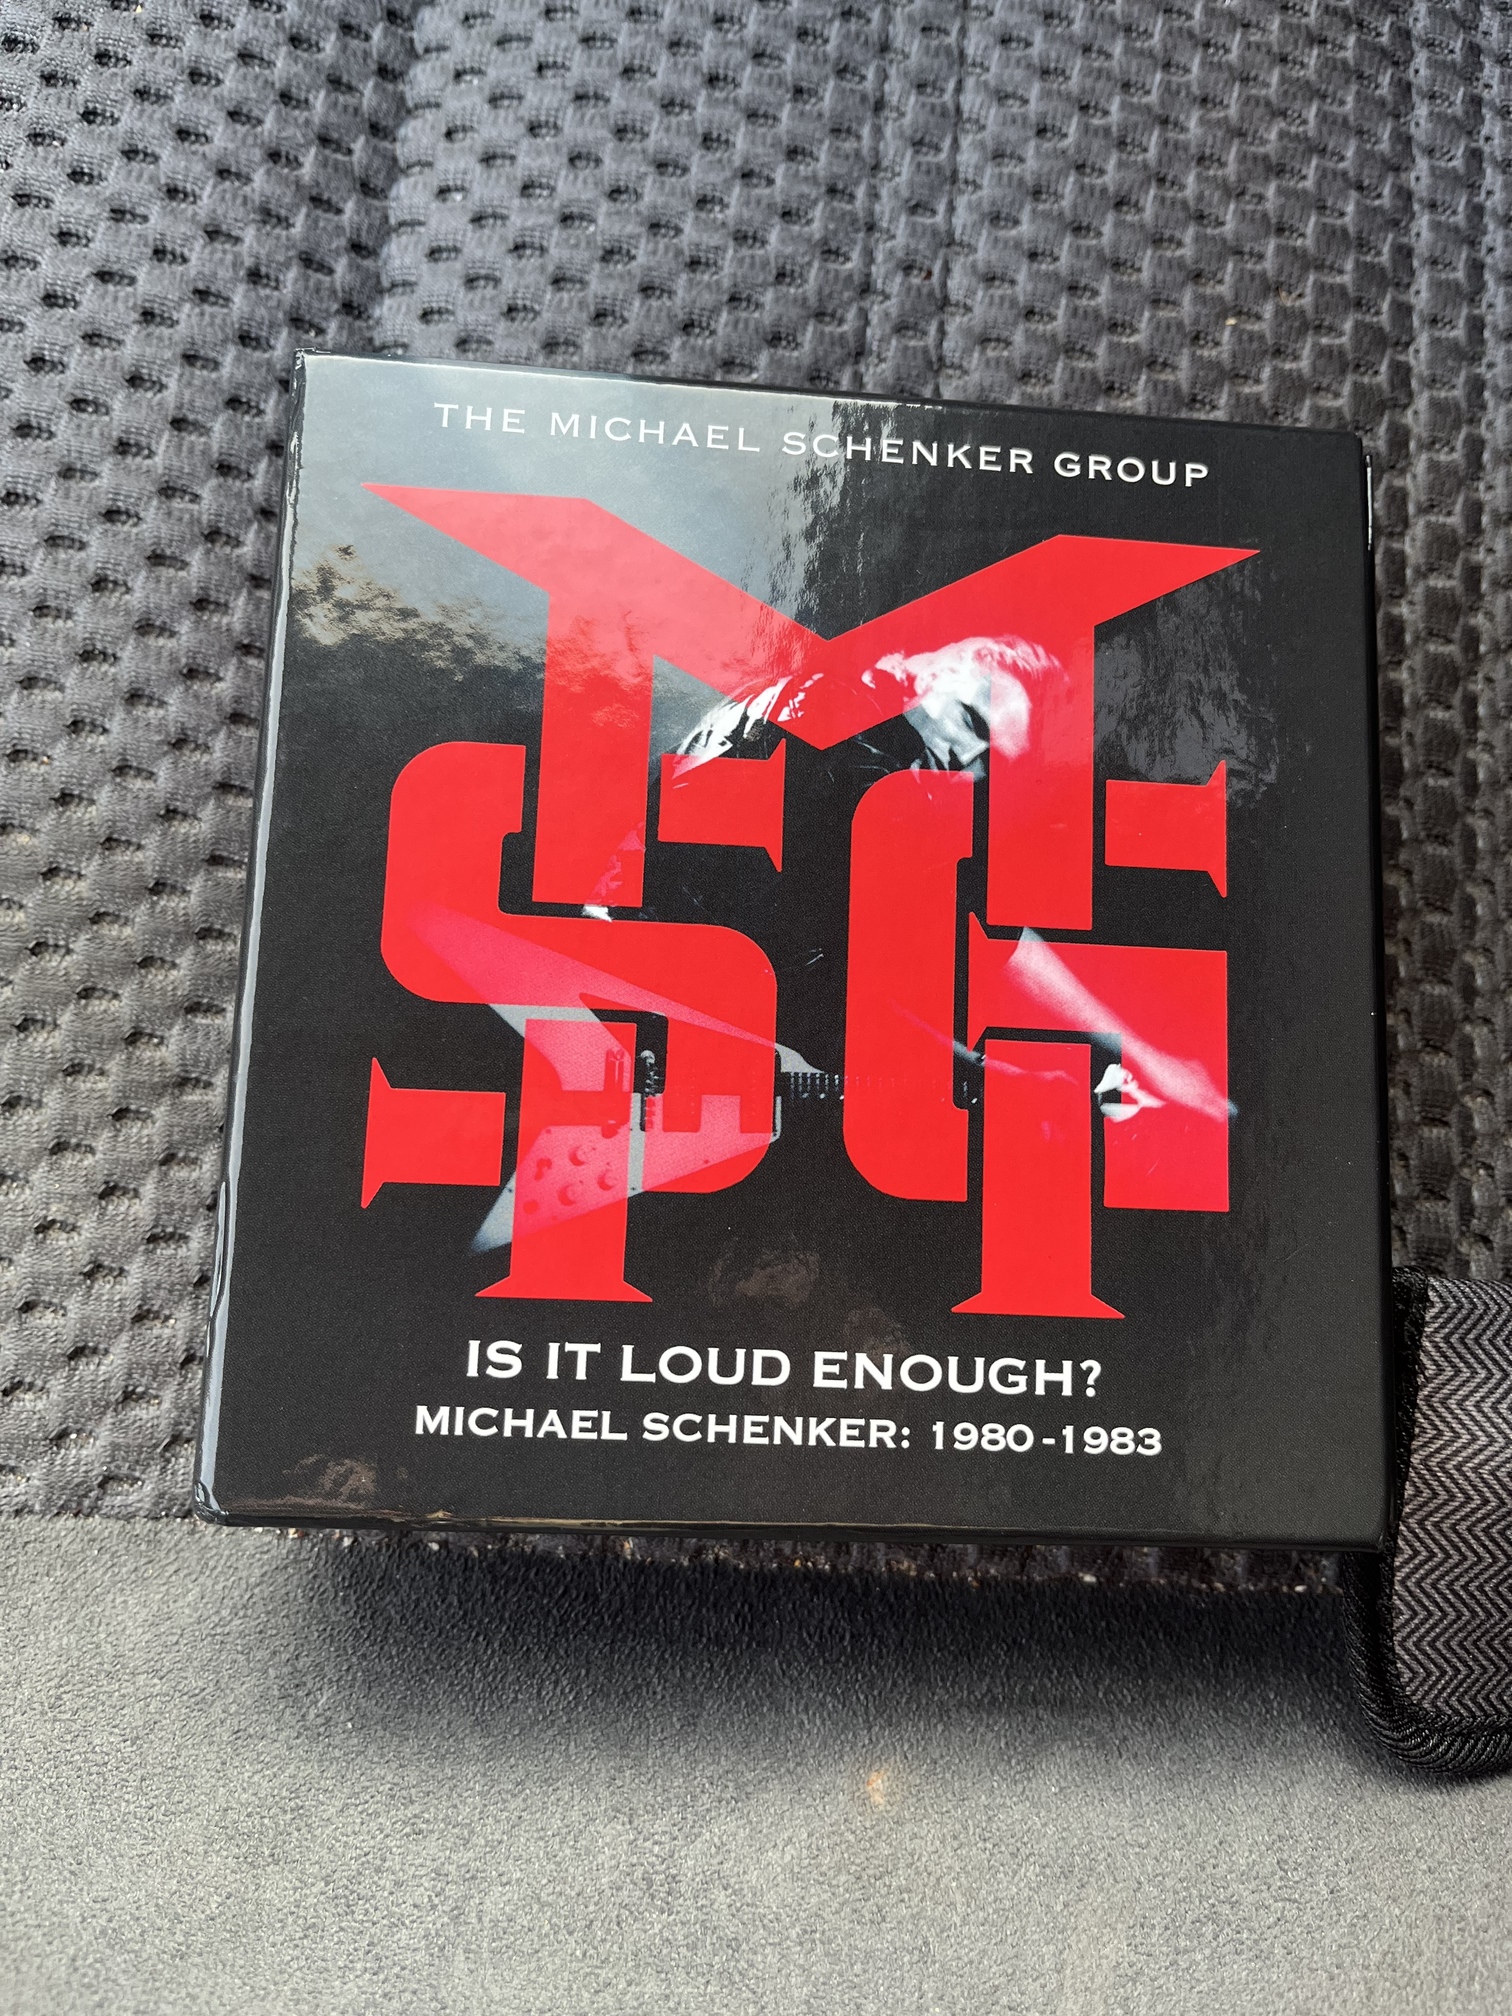 THE MICHAEL SCHENKER GROUP
MSG
IS IT LOUD ENOUGH?
MICHAEL SCHENKER: 1980-1983